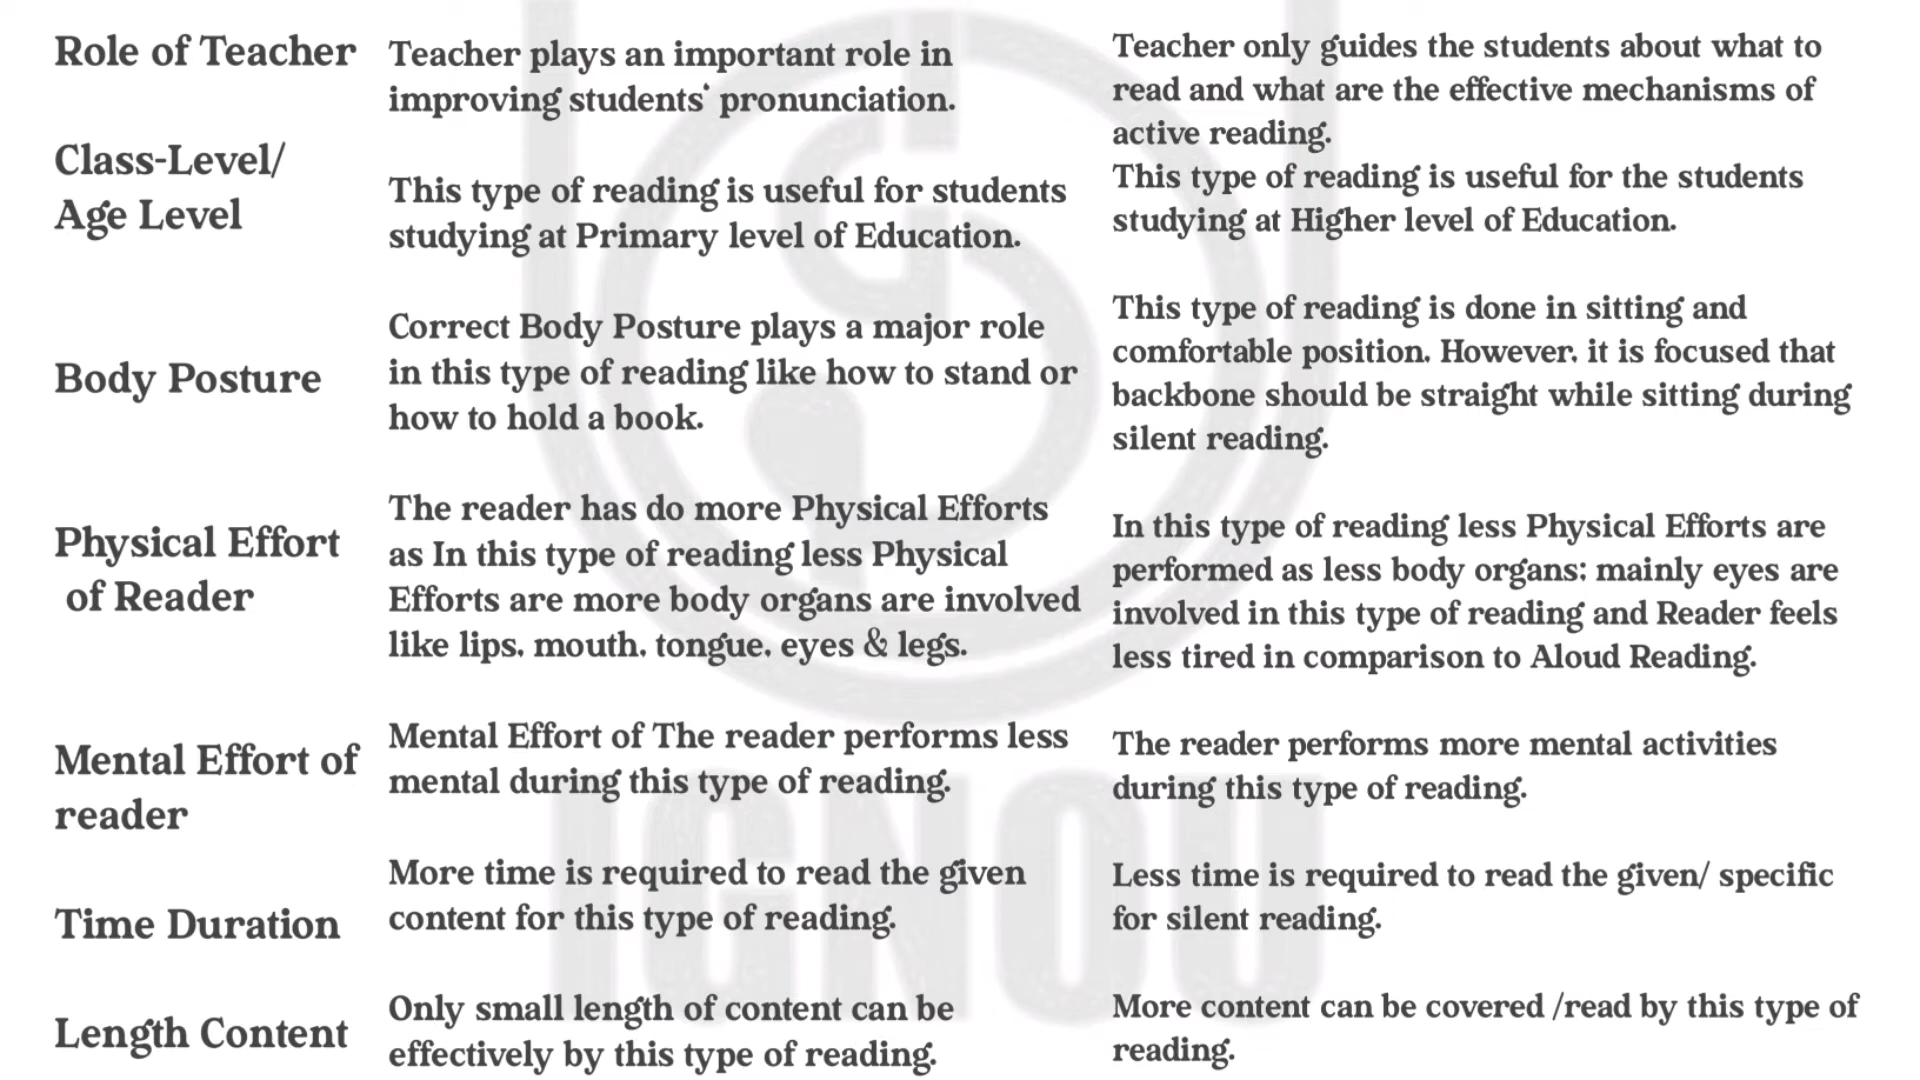 Role of Teacher
Teacher plays an important role in
improving students' pronunciation.
Teacher only guides the students about what to
read and what are the effective mechanisms of
active reading.
Class-Level/
Age Level
This type of reading is useful for students
studying at Primary level of Education.
This type of reading is useful for the students
studying at Higher level of Education.
Body Posture
Correct Body Posture plays a major role
in this type of reading like how to stand or
how to hold a book.
This type of reading is done in sitting and
comfortable position. However, it is focused that
backbone should be straight while sitting during
silent reading.
Physical Effort
of Reader
The reader has do more Physical Efforts
as In this type of reading less Physical
Efforts are more body organs are involved
like lips, mouth, tongue, eyes & legs.
In this type of reading less Physical Efforts are
performed as less body organs; mainly eyes are
involved in this type of reading and Reader feels
less tired in comparison to Aloud Reading.
Mental Effort of
reader
Mental Effort of The reader performs less
mental during this type of reading.
The reader performs more mental activities
during this type of reading.
Time Duration
More time is required to read the given
content for this type of reading.
Less time is required to read the given/ specific
for silent reading.
Length Content
Only small length of content can be
effectively by this type of reading.
More content can be covered /read by this type of
reading.
IGNOU